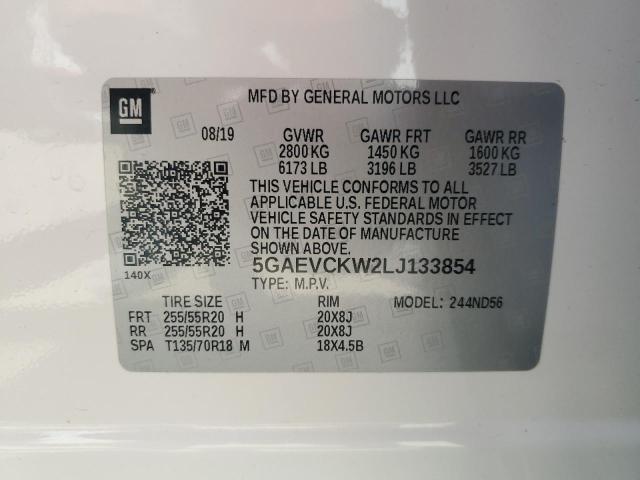 GM
MFD BY GENERAL MOTORS LLC
08/19 GVWR GAWR FRT GAWR RR
2800 KG 1450 KG 1600 KG
6173 LB 3196 LB 3527 LB
THIS VEHICLE CONFORMS TO ALL
APPLICABLE U.S. FEDERAL MOTOR
VEHICLE SAFETY STANDARDS IN EFFECT
ON THE DATE OF MANUFACTURE
SHOWN ABOVE.
140X
5GAEVCKW2LJ133854
TYPE: M.P.V.
TIRE SIZE RIM MODEL: 244ND56
FRT 255/55R20 H 20X8J
RR 255/55R20 H 20X8J
SPA T135/70R18 M 18X4.5B